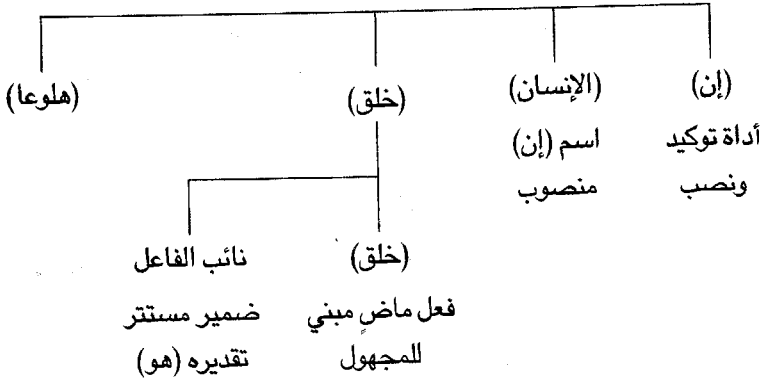 (إن) (الإنسان) (خلق) (هلوعا)
أداة توكيد اسم (إن)
ونصب منصوب
(خلق) نائب الفاعل
فعل ماضٍ مبني ضمير مستتر
للمجهول تقديره (هو)